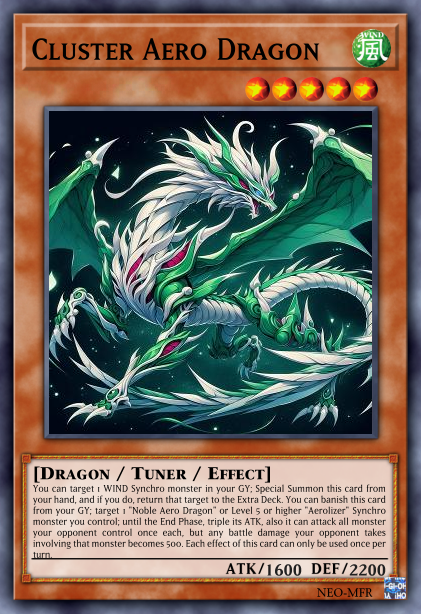 Cluster Aero Dragon
WIND
風
[Dragon / Tuner / Effect]
You can target 1 WIND Synchro monster in your GY; Special Summon this card from
your hand, and if you do, return that target to the Extra Deck. You can banish this card
from your GY; target 1 "Noble Aero Dragon" or Level 5 or higher "Aerolizer" Synchro
monster you control; until the End Phase, triple its ATK, also it can attack all monster
your opponent control once each, but any battle damage your opponent takes
involving that monster becomes 500. Each effect of this card can only be used once per
turn.
ATK/1600 DEF/2200
NEO-MFR